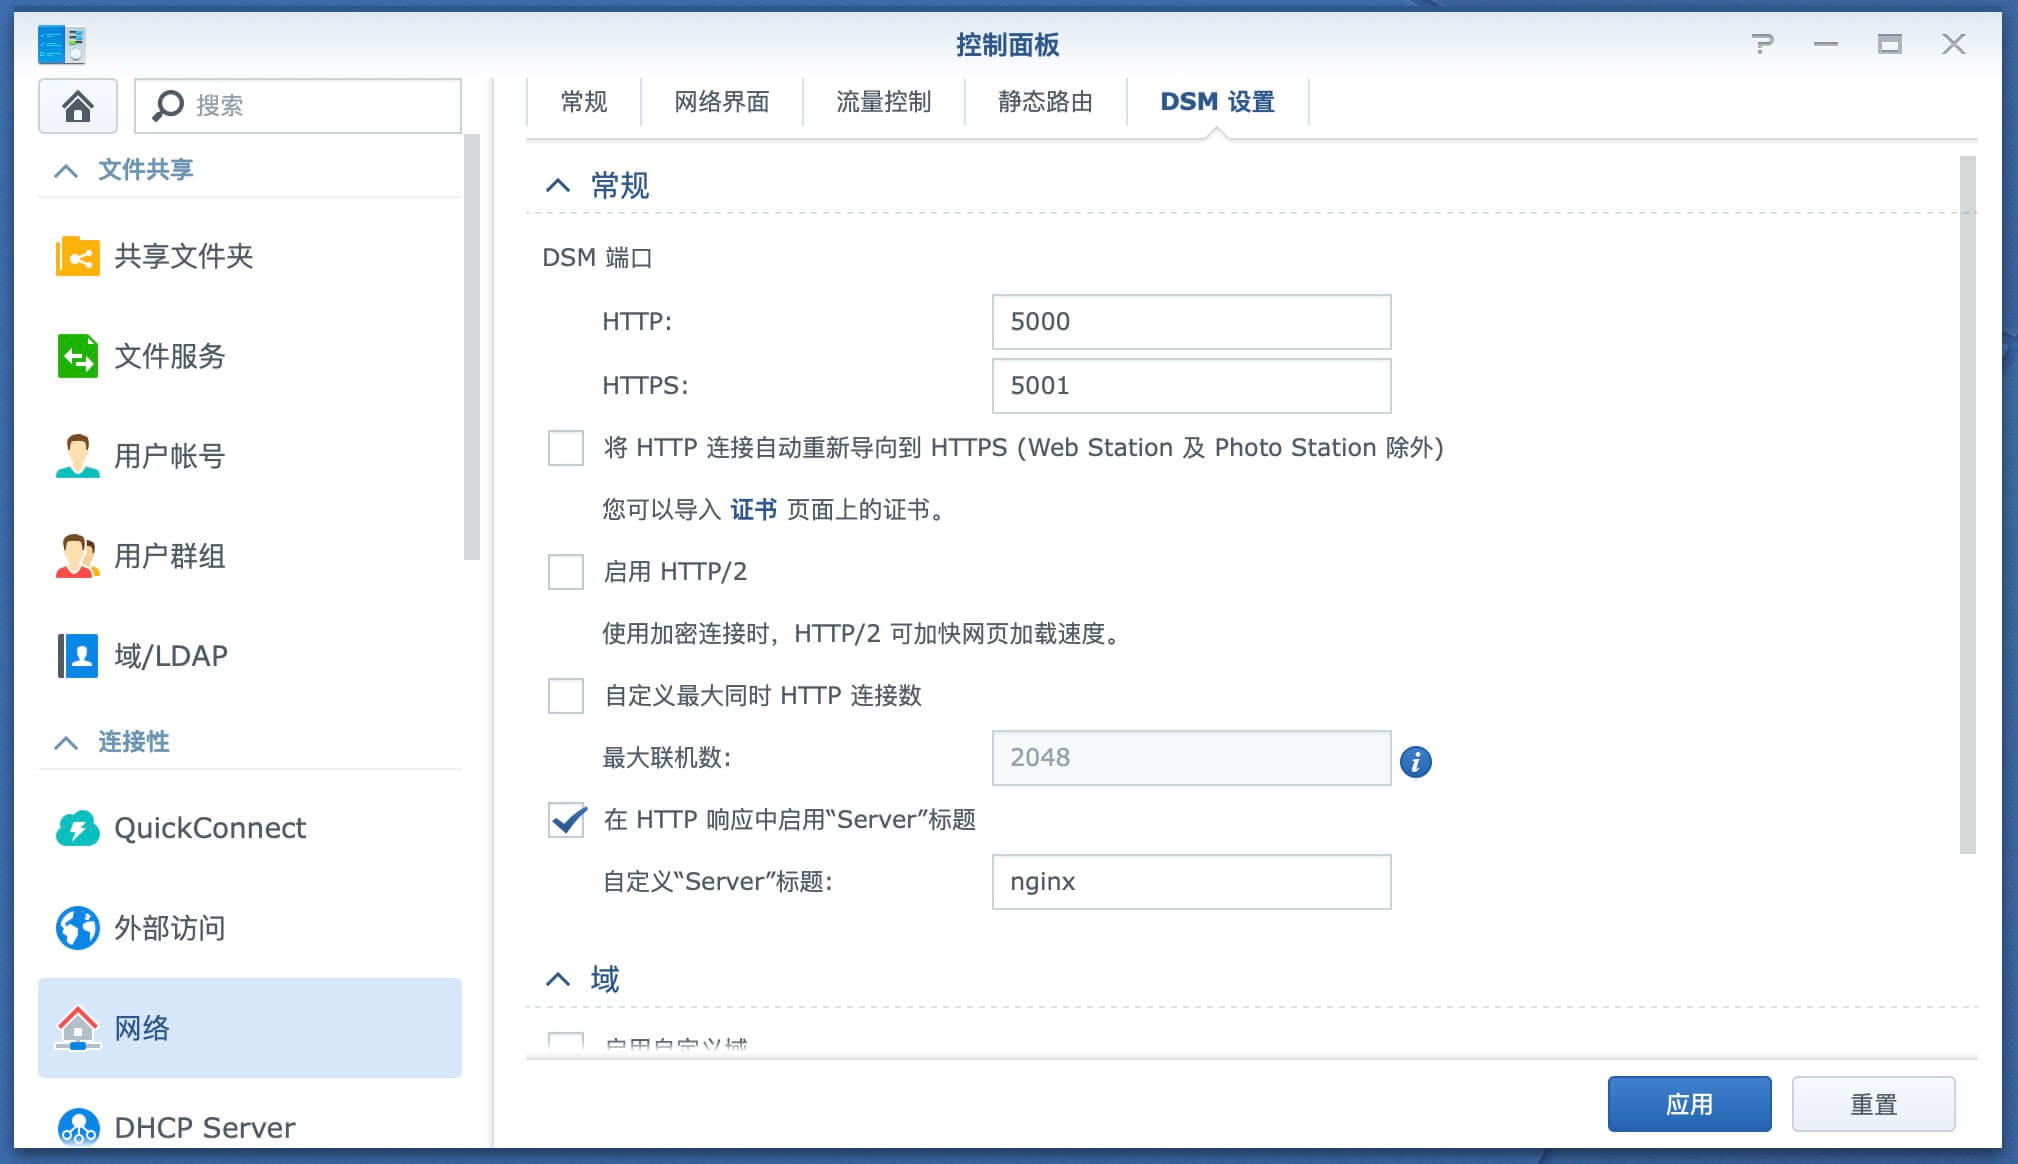 控制面板
搜索
文件共享
共享文件夹
文件服务
用户帐号
用户群组
域/LDAP
连接性
QuickConnect
外部访问
网络
DHCP Server
常规
网络界面
流量控制
静态路由
DSM 设置
常规
DSM 端口
HTTP: 5000
HTTPS: 5001
将 HTTP 连接自动重新导向到 HTTPS (Web Station 及 Photo Station 除外)
您可以导入 证书 页面上的证书。
启用 HTTP/2
使用加密连接时，HTTP/2 可加快网页加载速度。
自定义最大同时 HTTP 连接数
最大联机数: 2048
在 HTTP 响应中启用“Server”标题
自定义“Server”标题: nginx
域
启用自定义域
应用
重置